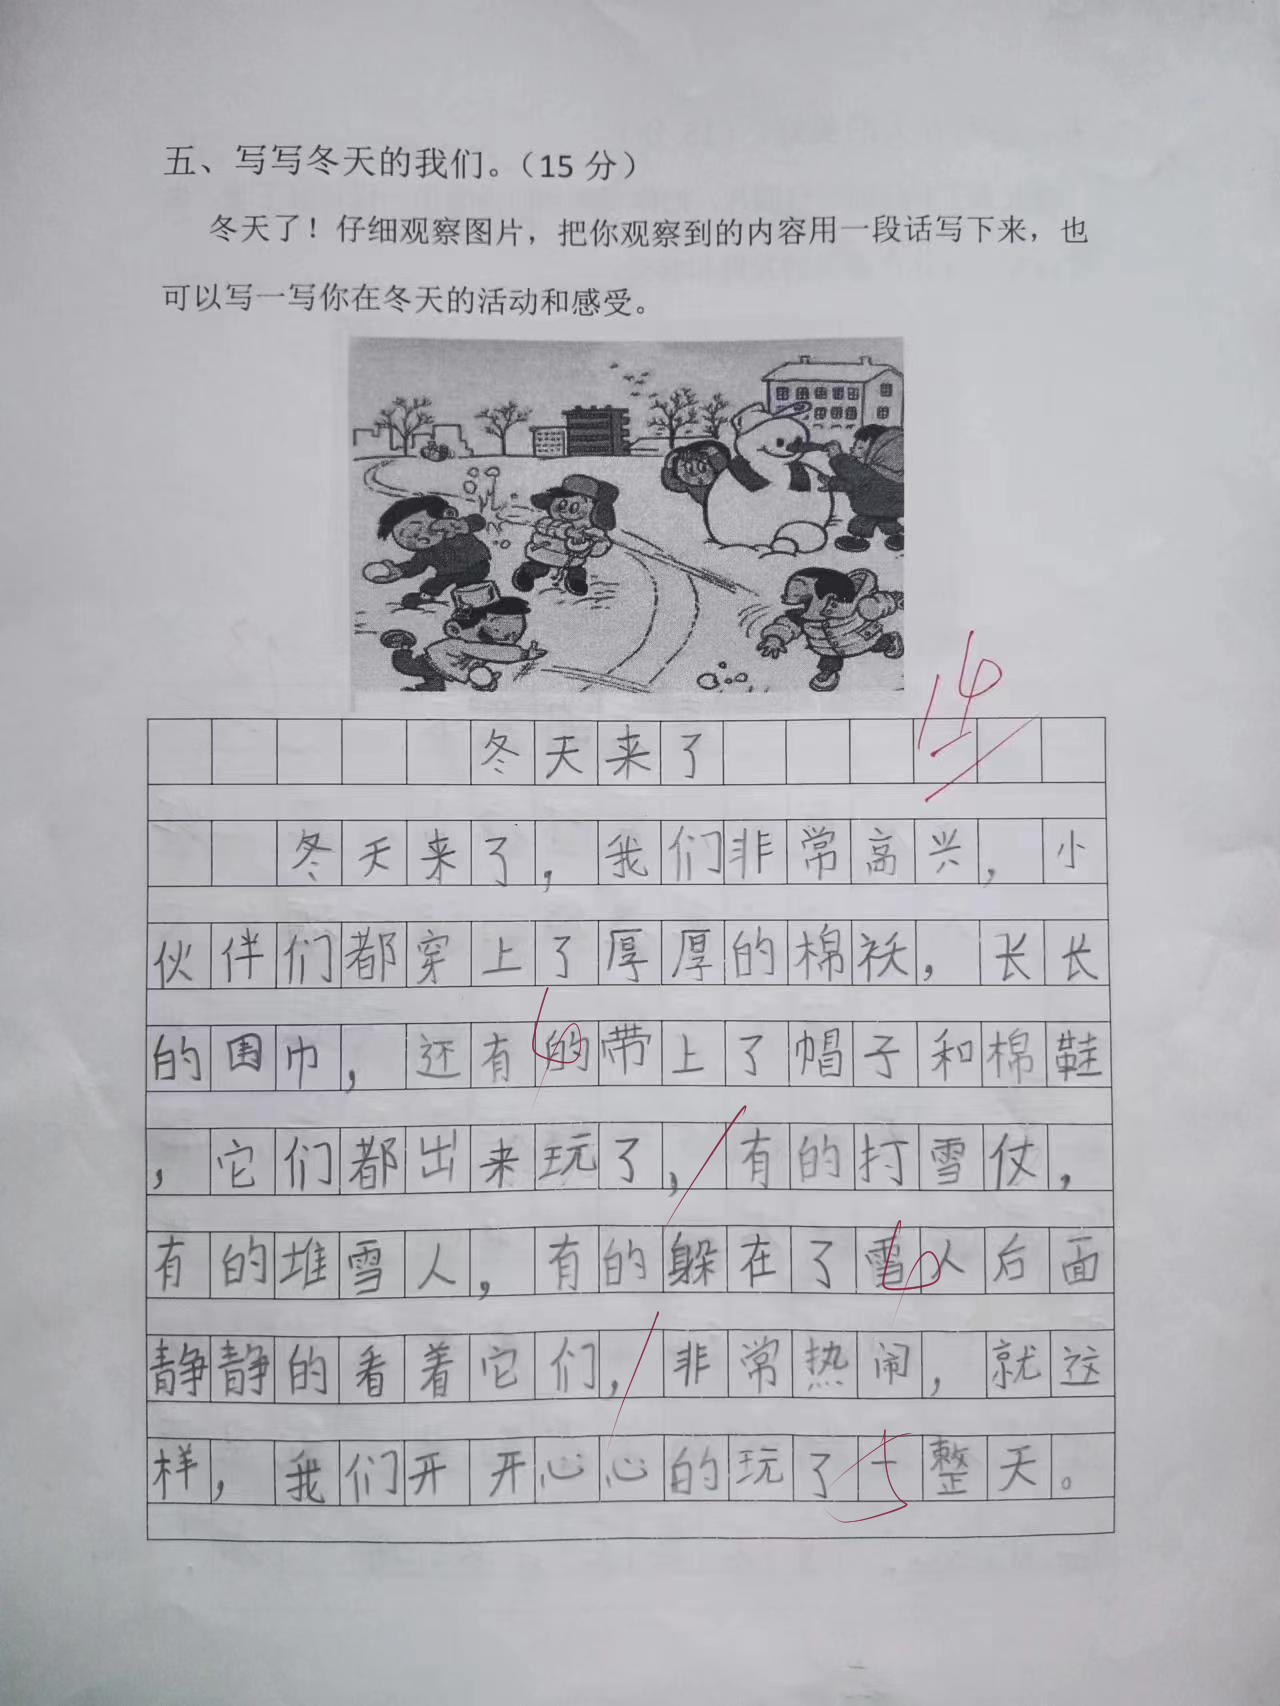 五、写写冬天的我们。（15分）
冬天了！仔细观察图片，把你观察到的内容用一段话写下来，也
可以写一写你在冬天的活动和感受。
14
冬天来了
冬天来了，我们非常高兴，小
伙伴们都穿上了厚厚的棉袄，长长
的围巾，还有的带上了帽子和棉鞋
，它们都出来玩了，有的打雪仗，
有的堆雪人，有的躲在了雪人后面
静静的看着它们，非常热闹，就这
样，我们开开心心的玩了一整天。